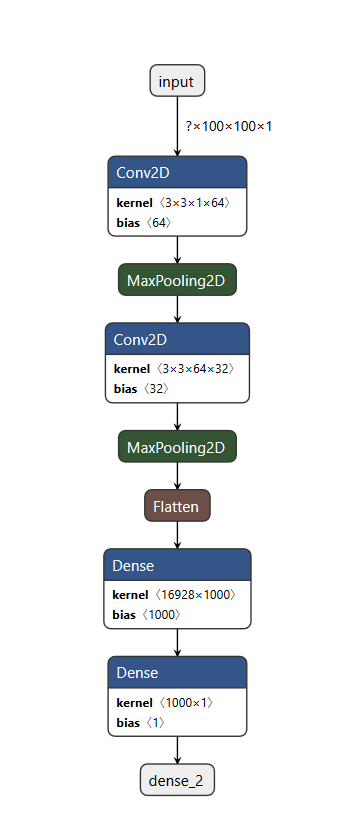 input
?×100×100×1
Conv2D
kernel〈3×3×1×64〉
bias〈64〉
MaxPooling2D
Conv2D
kernel〈3×3×64×32〉
bias〈32〉
MaxPooling2D
Flatten
Dense
kernel〈16928×1000〉
bias〈1000〉
Dense
kernel〈1000×1〉
bias〈1〉
dense_2